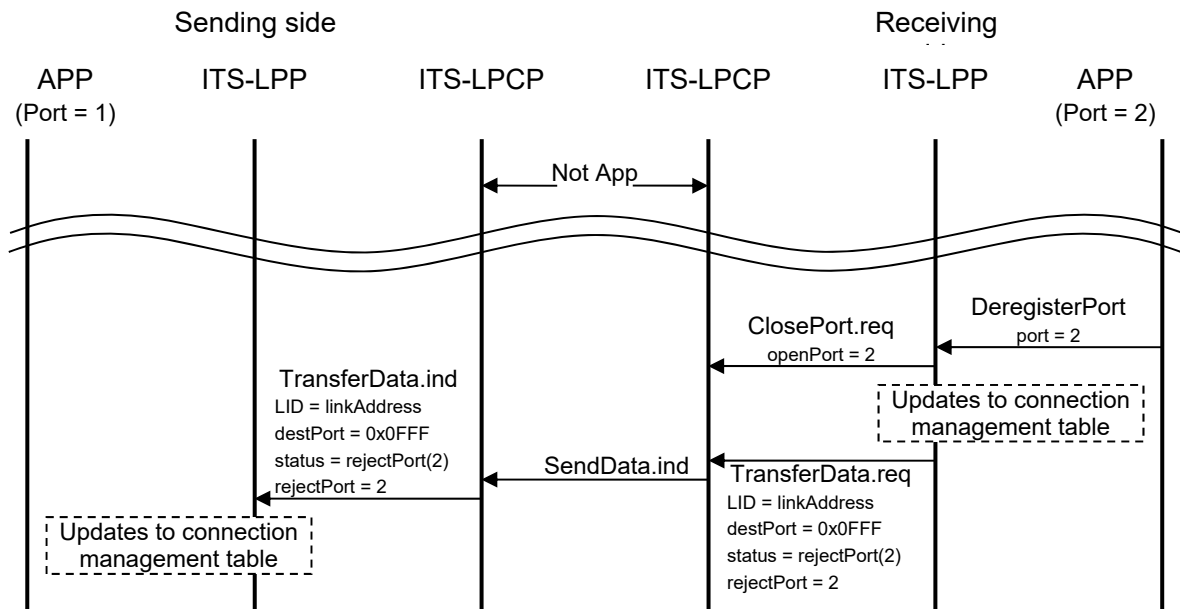 Sending side
Receiving
APP
(Port = 1)
ITS-LPP
ITS-LPCP
ITS-LPCP
ITS-LPP
APP
(Port = 2)
Not App
DeregisterPort
port = 2
ClosePort.req
openPort = 2
Updates to connection
management table
TransferData.req
LID = linkAddress
destPort = 0x0FFF
status = rejectPort(2)
rejectPort = 2
SendData.ind
TransferData.ind
LID = linkAddress
destPort = 0x0FFF
status = rejectPort(2)
rejectPort = 2
Updates to connection
management table